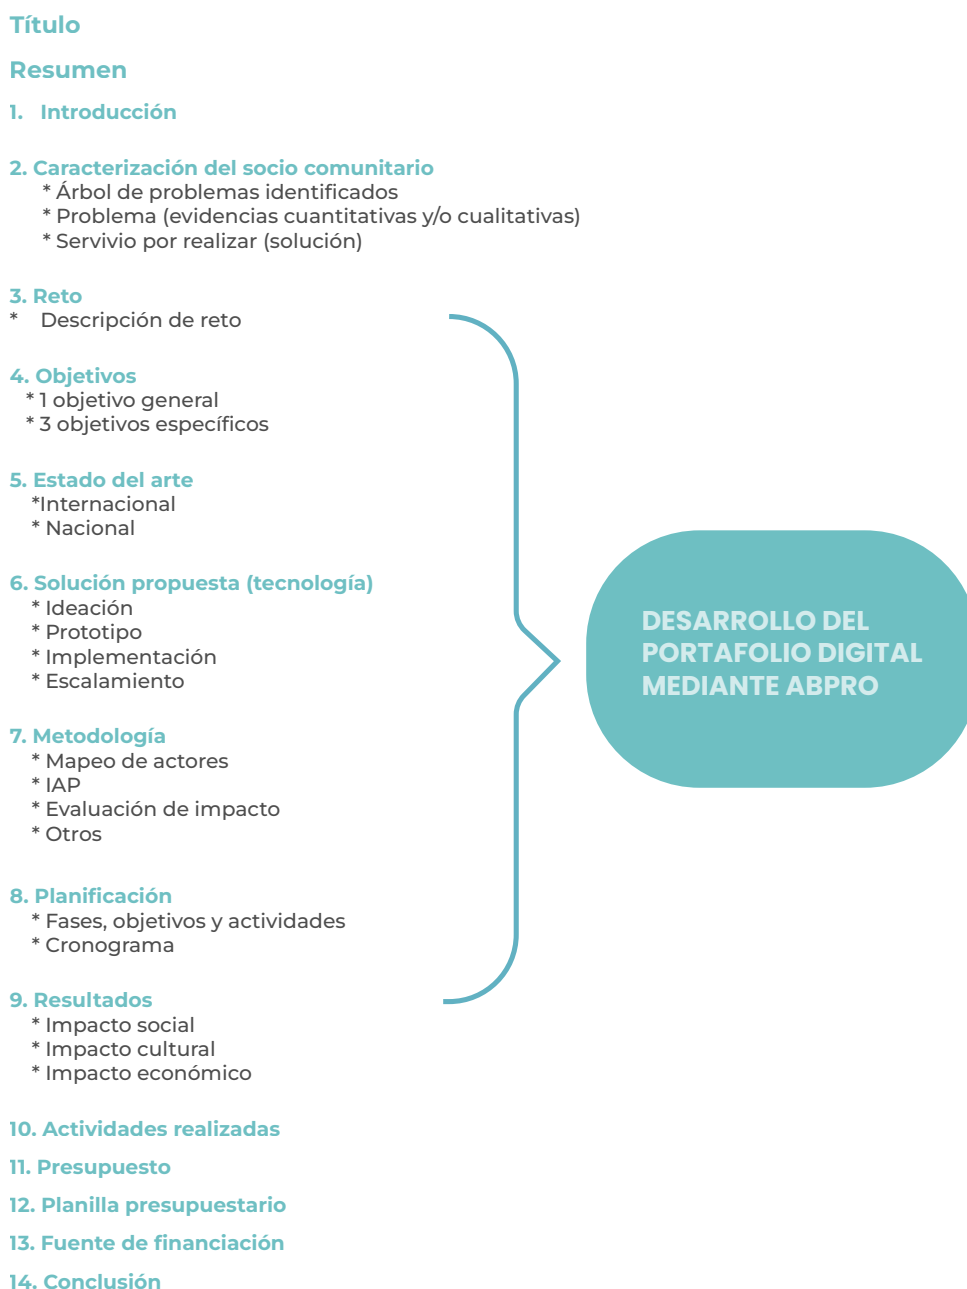 Título
Resumen
1. Introducción
2. Caracterización del socio comunitario
* Árbol de problemas identificados
* Problema (evidencias cuantitativas y/o cualitativas)
* Servivio por realizar (solución)
3. Reto
* Descripción de reto
4. Objetivos
* 1 objetivo general
* 3 objetivos específicos
5. Estado del arte
*Internacional
* Nacional
6. Solución propuesta (tecnología)
* Ideación
* Prototipo
* Implementación
* Escalamiento
7. Metodología
* Mapeo de actores
* IAP
* Evaluación de impacto
* Otros
8. Planificación
* Fases, objetivos y actividades
* Cronograma
9. Resultados
* Impacto social
* Impacto cultural
* Impacto económico
10. Actividades realizadas
11. Presupuesto
12. Planilla presupuestario
13. Fuente de financiación
14. Conclusión
DESARROLLO DEL
PORTAFOLIO DIGITAL
MEDIANTE ABPRO